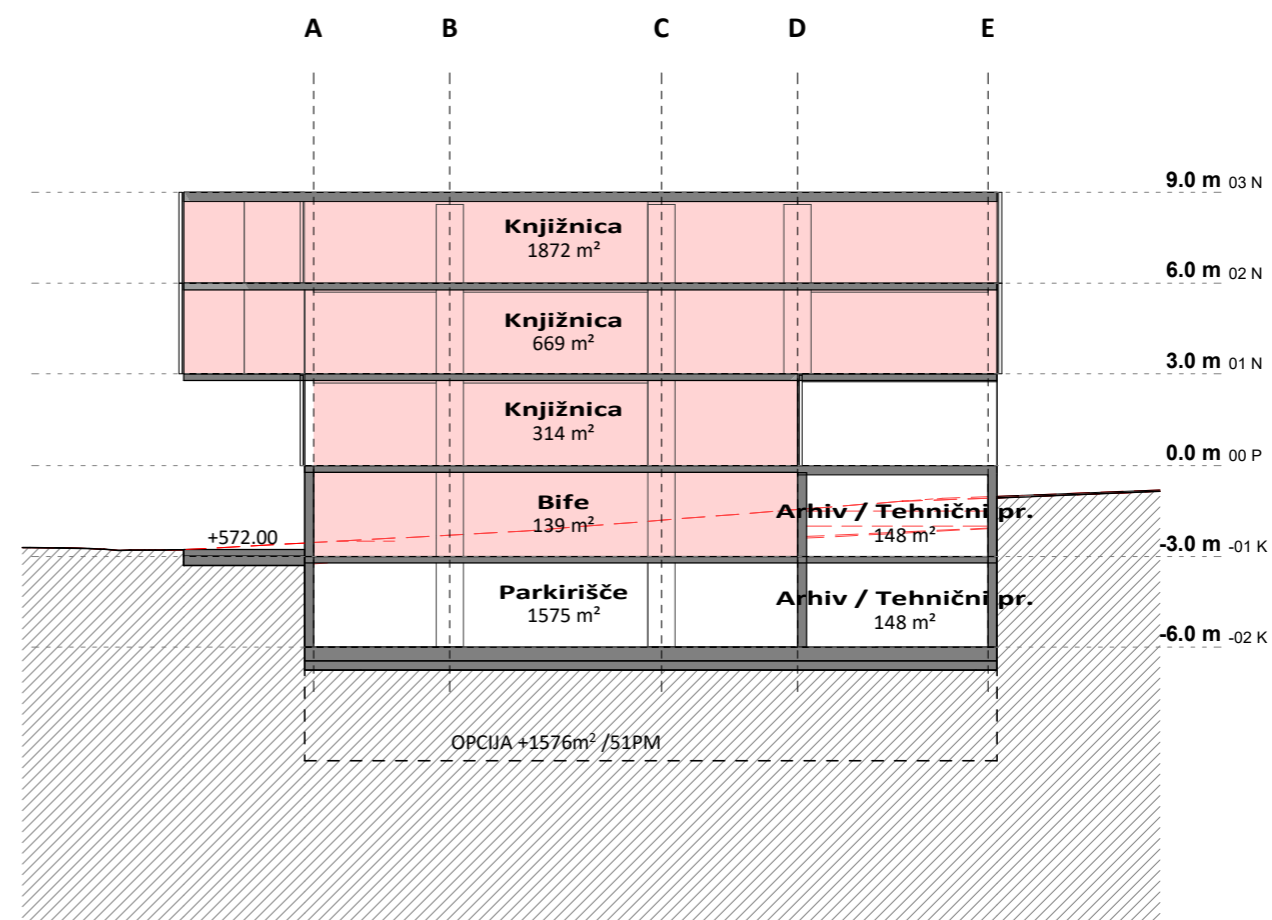 A B C D E
9.0 m 03 N
Knjižnica
1872 m²
6.0 m 02 N
Knjižnica
669 m²
3.0 m 01 N
Knjižnica
314 m²
0.0 m 00 P
Bife
139 m²
Arhiv / Tehnični pr.
148 m²
+572.00
-3.0 m -01 K
Parkirišče
1575 m²
Arhiv / Tehnični pr.
148 m²
-6.0 m -02 K
OPCIJA +1576m² /51PM